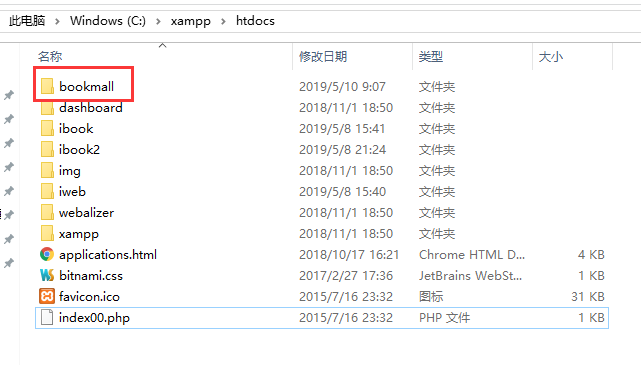 此电脑 Windows (C:) xampp htdocs
名称 修改日期 类型 大小
bookmall 2019/5/10 9:07 文件夹
dashboard 2018/11/1 18:50 文件夹
ibook 2019/5/8 15:41 文件夹
ibook2 2019/5/8 21:24 文件夹
img 2018/11/1 18:50 文件夹
iweb 2019/5/8 15:40 文件夹
webalizer 2018/11/1 18:50 文件夹
xampp 2018/11/1 18:50 文件夹
applications.html 2018/10/17 16:21 Chrome HTML D... 4 KB
bitnami.css 2017/2/27 17:36 JetBrains WebSt... 1 KB
favicon.ico 2015/7/16 23:32 图标 31 KB
index00.php 2015/7/16 23:32 PHP 文件 1 KB